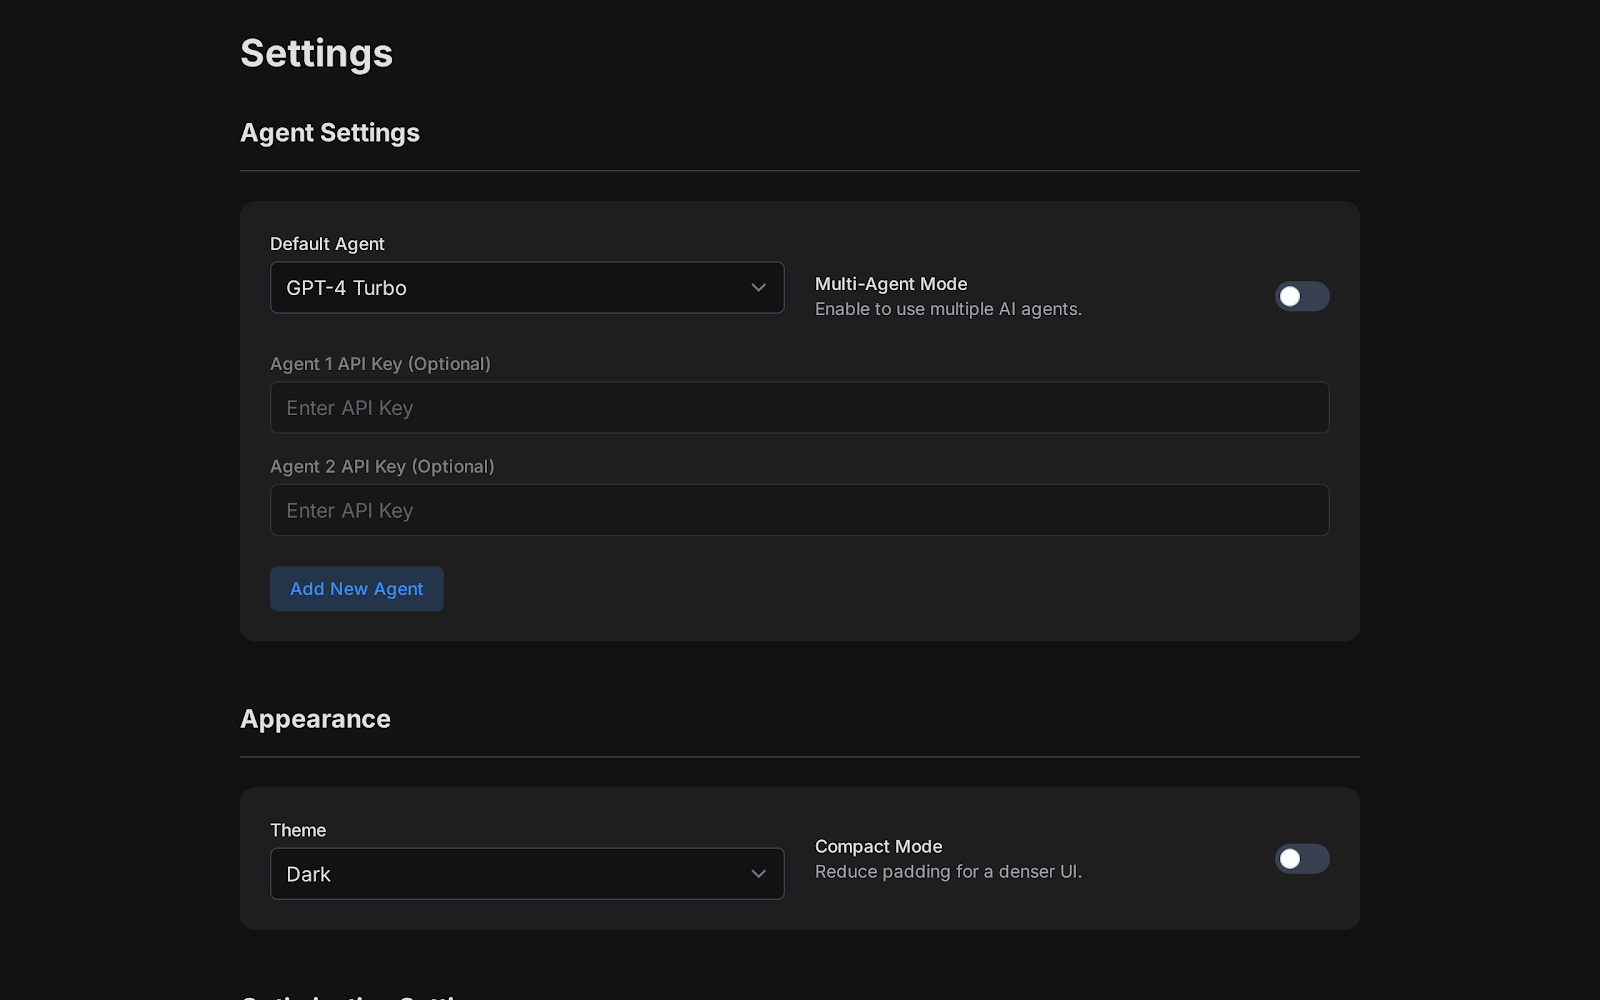 Settings
Agent Settings
Default Agent
GPT-4 Turbo
Multi-Agent Mode
Enable to use multiple AI agents.
Agent 1 API Key (Optional)
Enter API Key
Agent 2 API Key (Optional)
Enter API Key
Add New Agent
Appearance
Theme
Dark
Compact Mode
Reduce padding for a denser UI.